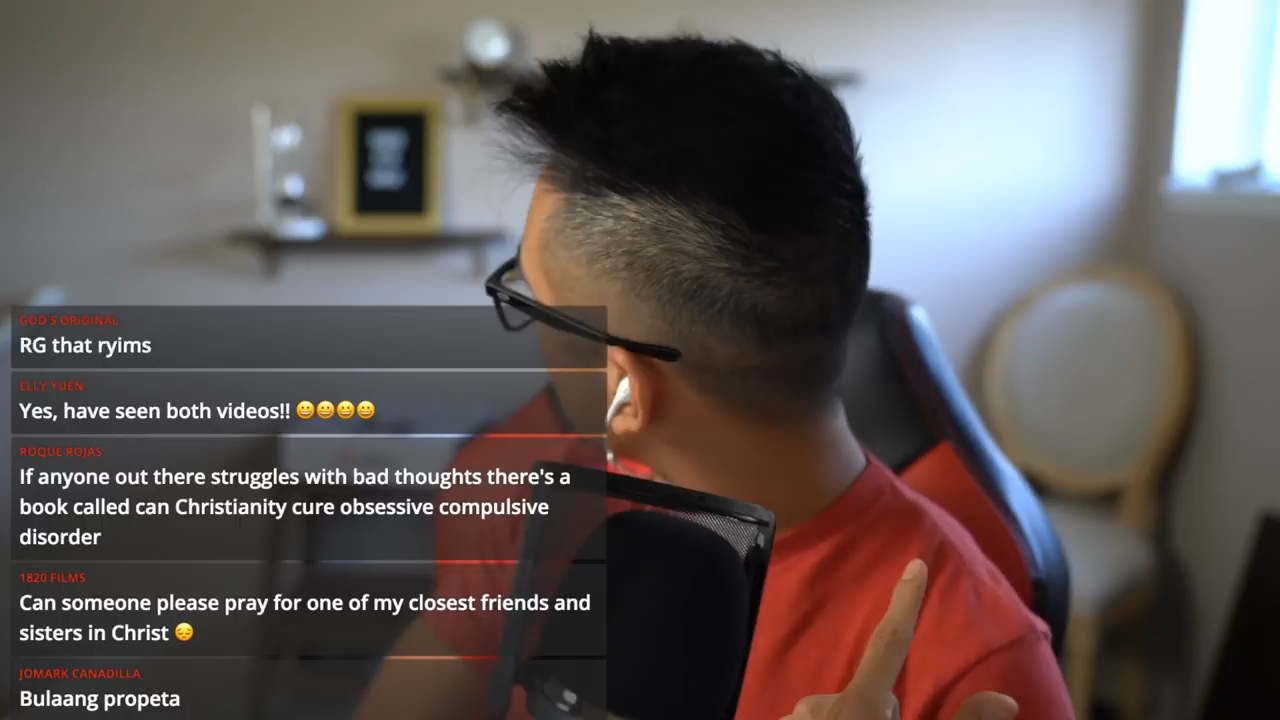 GOD'S ORIGINAL
RG that ryims
ELLY YUEN
Yes, have seen both videos!! 😀😀😀😀
ROQUE ROJAS
If anyone out there struggles with bad thoughts there's a
book called can Christianity cure obsessive compulsive
disorder
1820 FILMS
Can someone please pray for one of my closest friends and
sisters in Christ 😔
JOMARK CANADILLA
Bulaang propeta